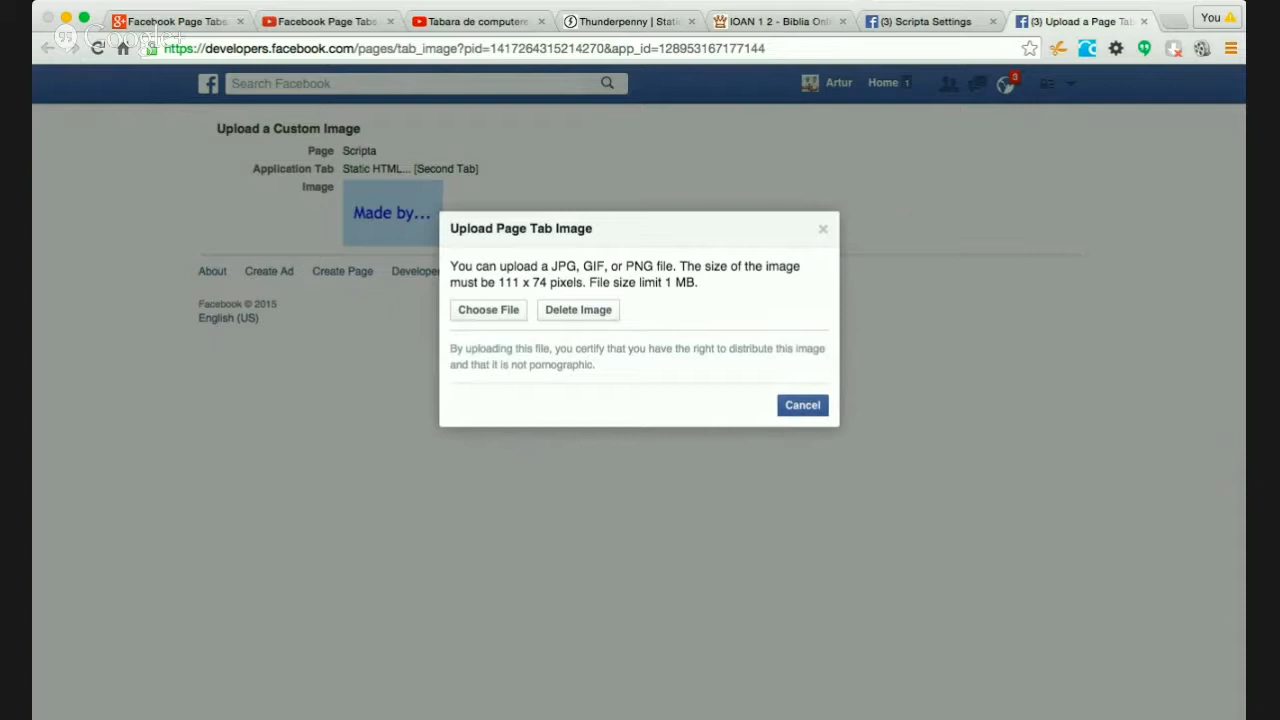 Facebook Page Tabs
Facebook Page Tabs
Tabara de computere
Thunderpenny | Stati
IOAN 1 2 - Biblia Onli
(3) Scripta Settings
(3) Upload a Page Tab
You
Google+
https://developers.facebook.com/pages/tab_image?pid=1417264315214270&app_id=128953167177144
Search Facebook
Artur
Home 1
3
Upload a Custom Image
Page Scripta
Application Tab Static HTML... [Second Tab]
Image
Made by...
Upload Page Tab Image
You can upload a JPG, GIF, or PNG file. The size of the image
must be 111 x 74 pixels. File size limit 1 MB.
Choose File
Delete Image
By uploading this file, you certify that you have the right to distribute this image
and that it is not pornographic.
Cancel
About Create Ad Create Page Develope
Facebook © 2015
English (US)